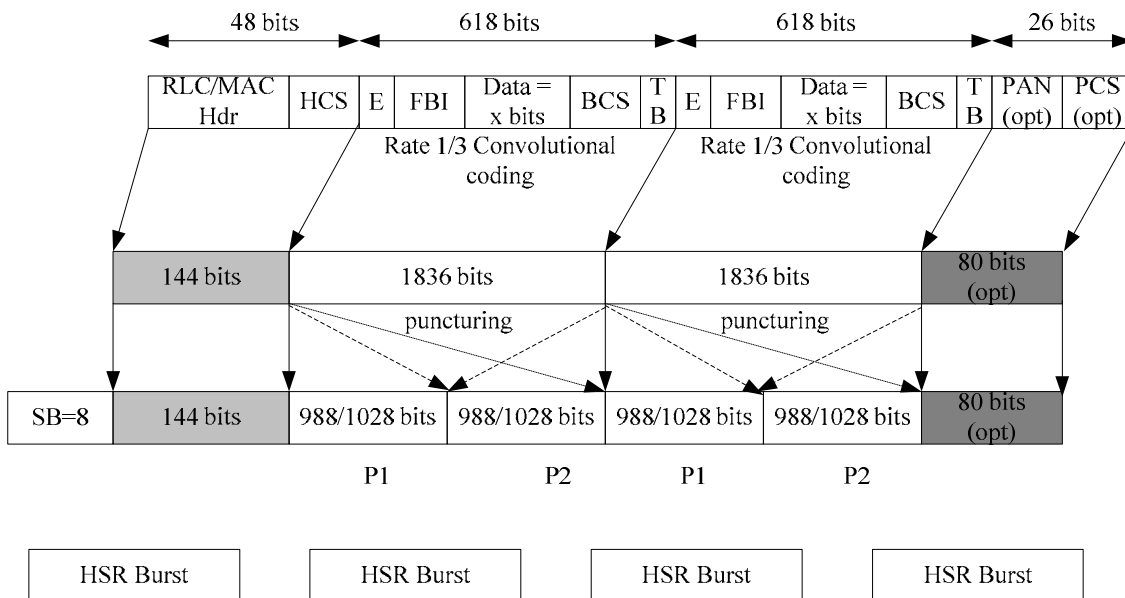 48 bits
618 bits
618 bits
26 bits
RLC/MAC
Hdr
HCS
E
FBI
Data =
x bits
BCS
T
B
E
FBI
Data =
x bits
BCS
T
B
PAN
(opt)
PCS
(opt)
Rate 1/3 Convolutional
coding
Rate 1/3 Convolutional
coding
144 bits
1836 bits
1836 bits
80 bits
(opt)
puncturing
puncturing
SB=8
144 bits
988/1028 bits
988/1028 bits
988/1028 bits
988/1028 bits
80 bits
(opt)
P1
P2
P1
P2
HSR Burst
HSR Burst
HSR Burst
HSR Burst